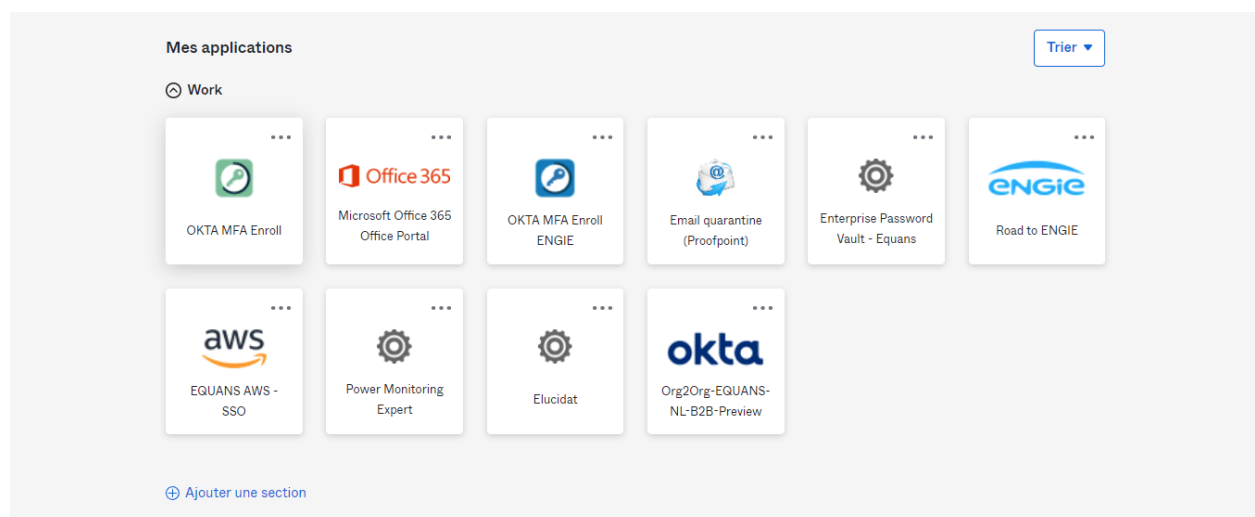 Mes applications
Trier
Work
OKTA MFA Enroll
Office 365
Microsoft Office 365
Office Portal
OKTA MFA Enroll
ENGIE
@
Email quarantine
(Proofpoint)
Enterprise Password
Vault - Equans
ENGIE
Road to ENGIE
aws
EQUANS AWS -
SSO
Power Monitoring
Expert
Elucidat
okta
Org2Org-EQUANS-
NL-B2B-Preview
Ajouter une section